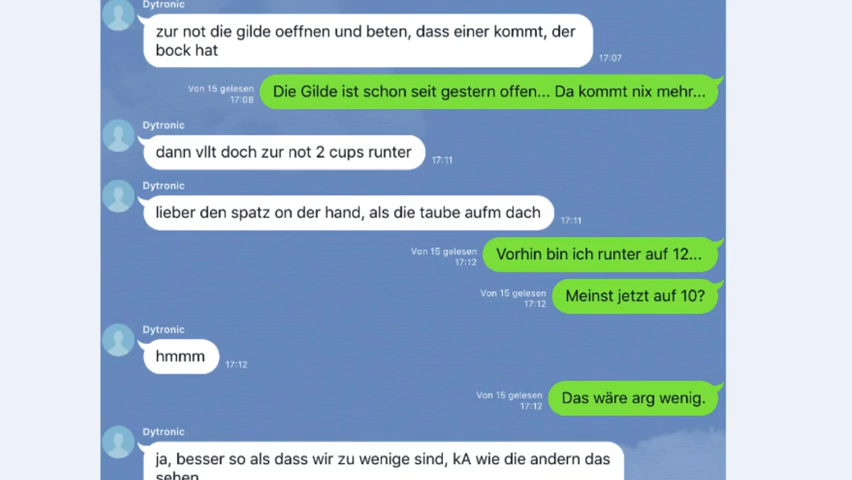 Dytronic
zur not die gilde oeffnen und beten, dass einer kommt, der
bock hat
17:07
Von 15 gelesen
17:08
Die Gilde ist schon seit gestern offen... Da kommt nix mehr...
Dytronic
dann vllt doch zur not 2 cups runter
17:11
Dytronic
lieber den spatz on der hand, als die taube aufm dach
17:11
Von 15 gelesen
17:12
Vorhin bin ich runter auf 12...
Von 15 gelesen
17:12
Meinst jetzt auf 10?
Dytronic
hmmm
17:12
Von 15 gelesen
17:12
Das wäre arg wenig.
Dytronic
ja, besser so als dass wir zu wenige sind, kA wie die andern das
sehen